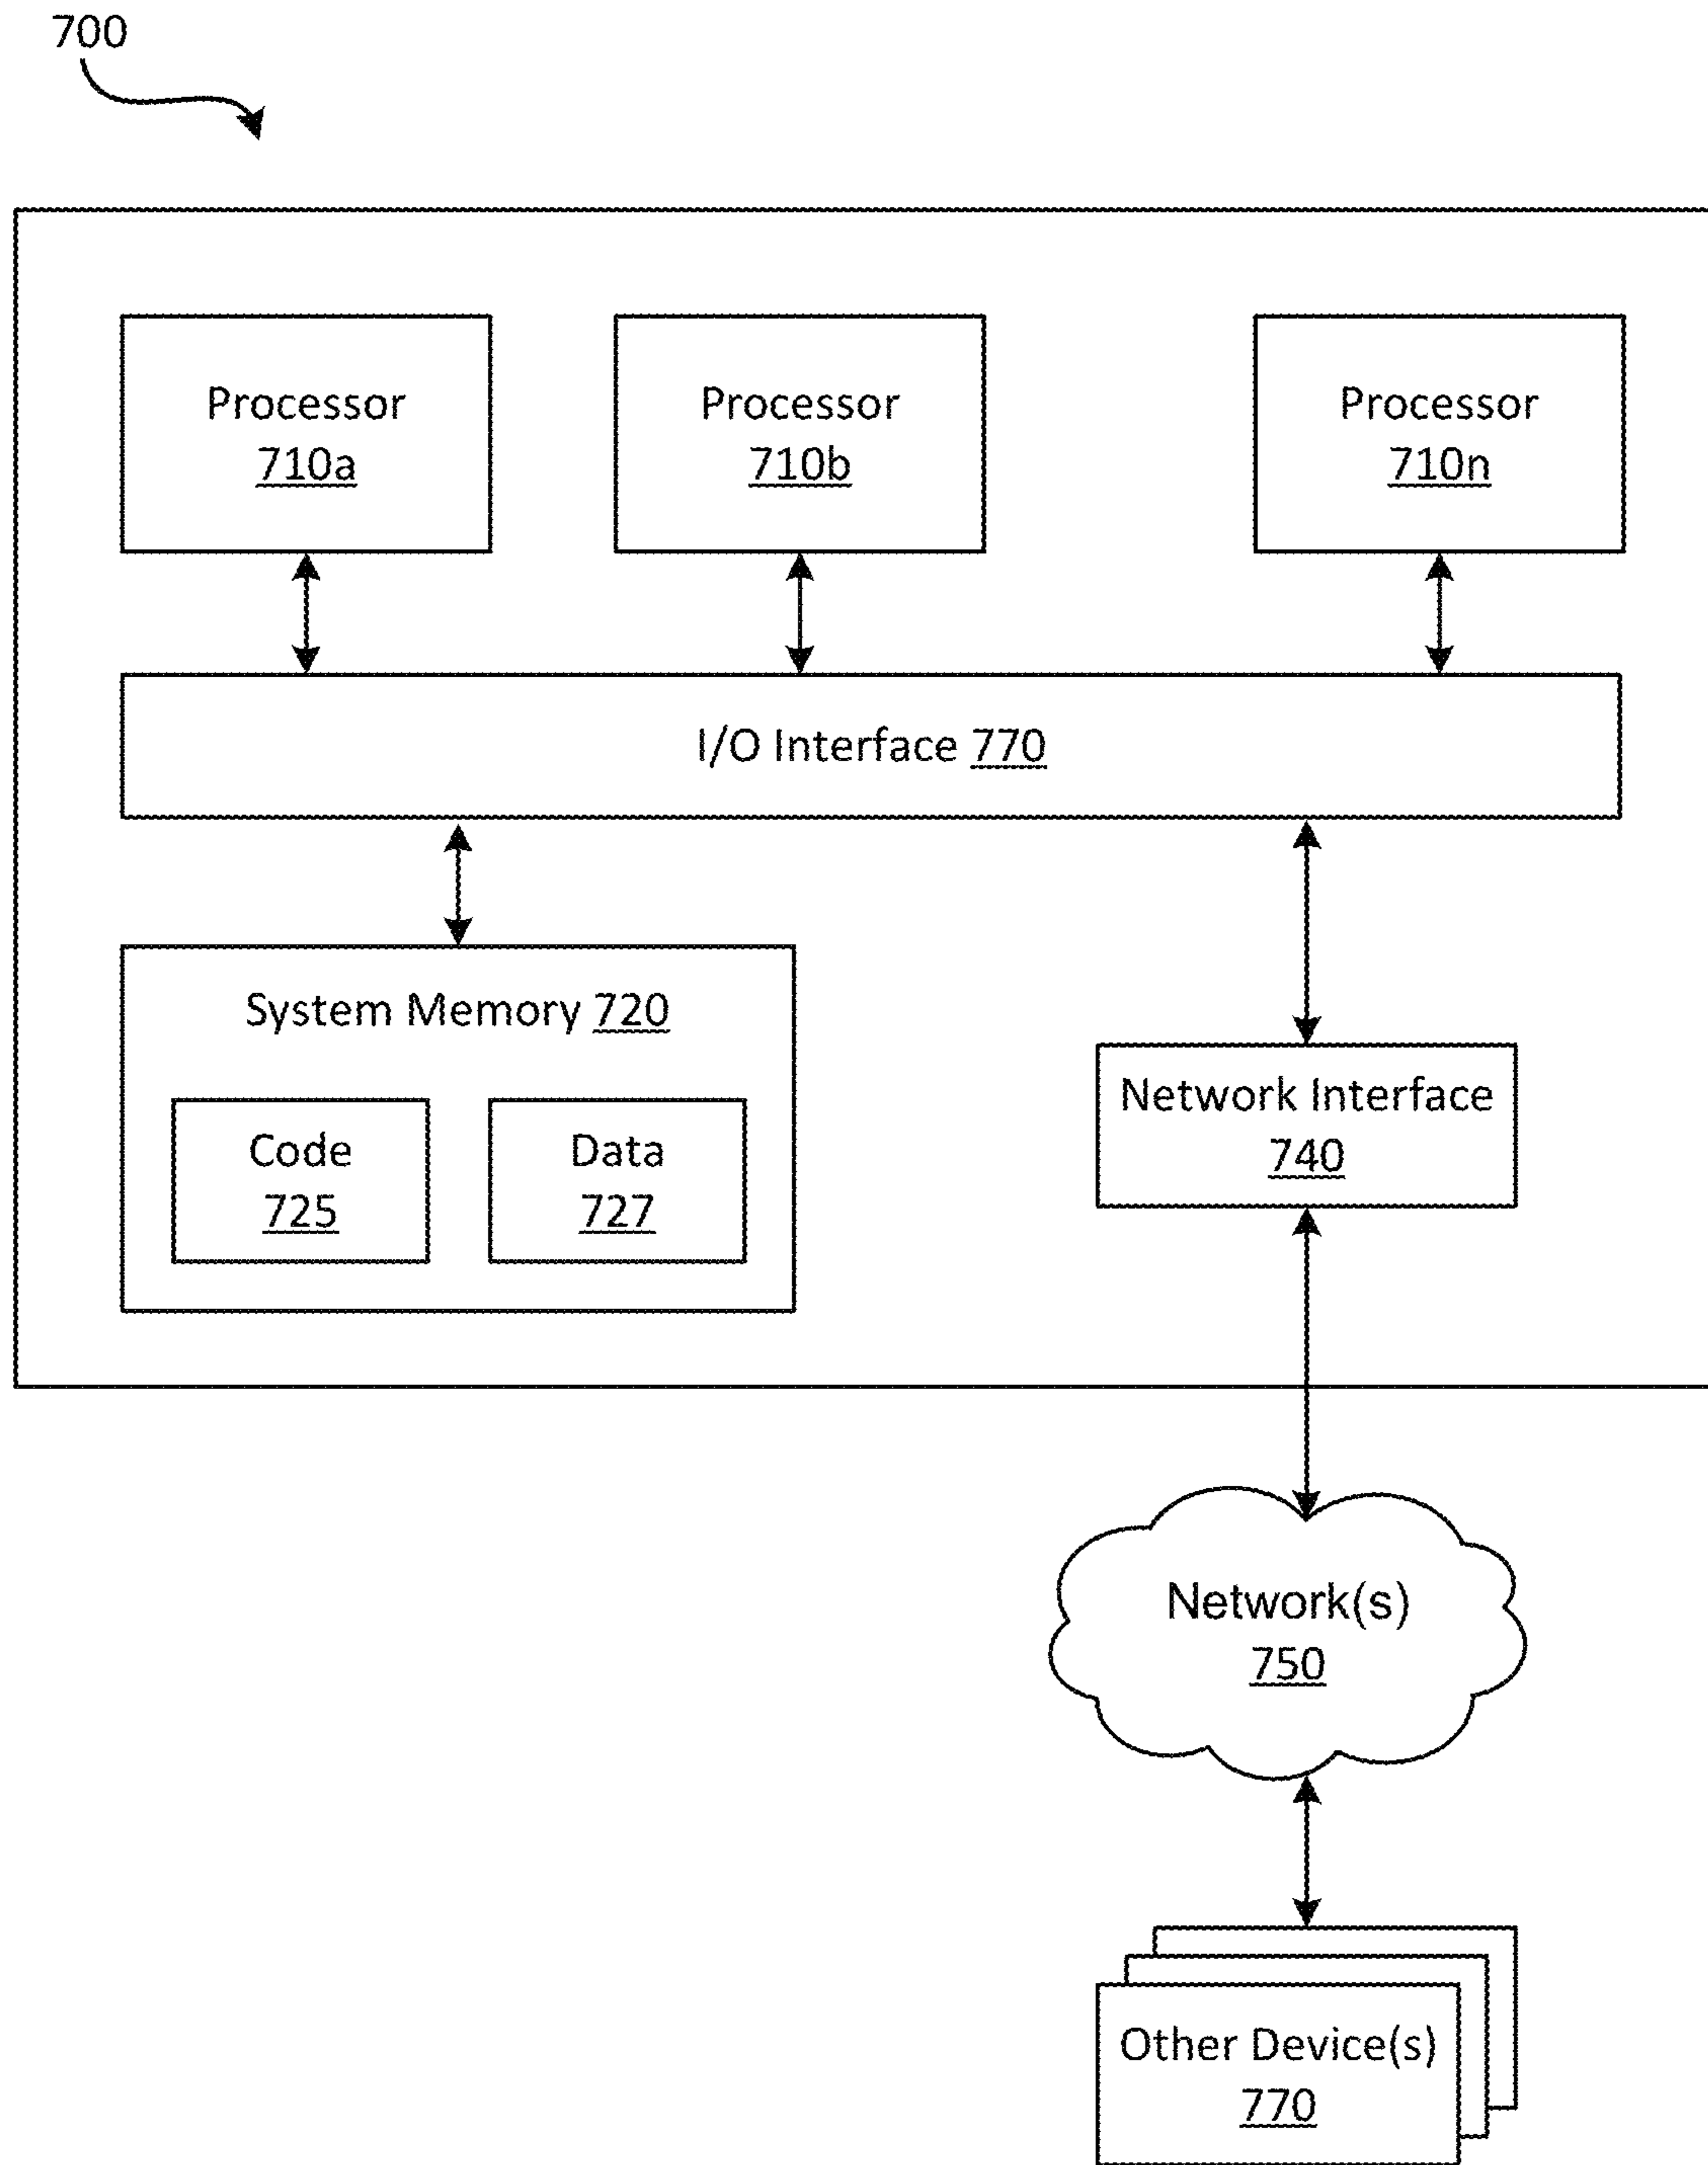 700
Processor
710a
Processor
710b
Processor
710n
I/O Interface 770
System Memory 720
Code
725
Data
727
Network Interface
740
Network(s)
750
Other Device(s)
770